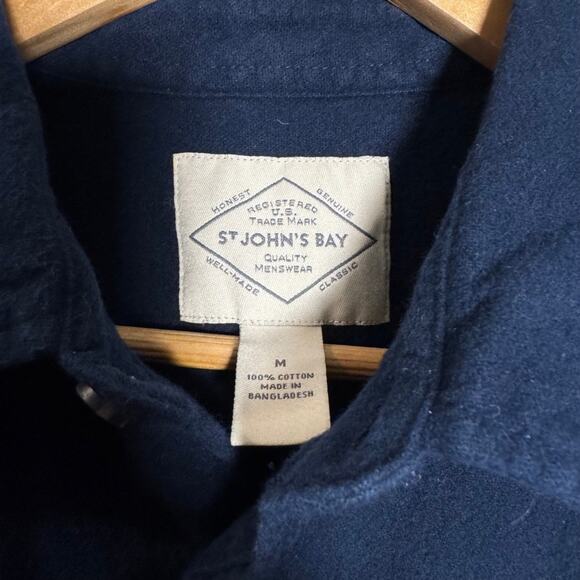 HONEST
GENUINE
REGISTERED
U.S.
TRADE MARK
ST JOHN'S BAY
QUALITY
MENSWEAR
WELL-MADE
CLASSIC
M
100% COTTON
MADE IN
BANGLADESH